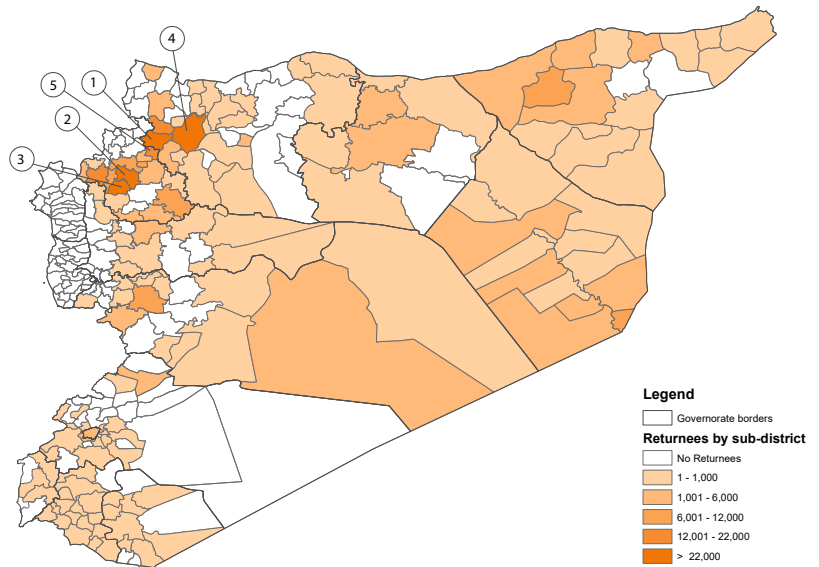 4
1
5
2
3
Legend
Governorate borders
Returnees by sub-district
No Returnees
1 - 1,000
1,001 - 6,000
6,001 - 12,000
12,001 - 22,000
> 22,000